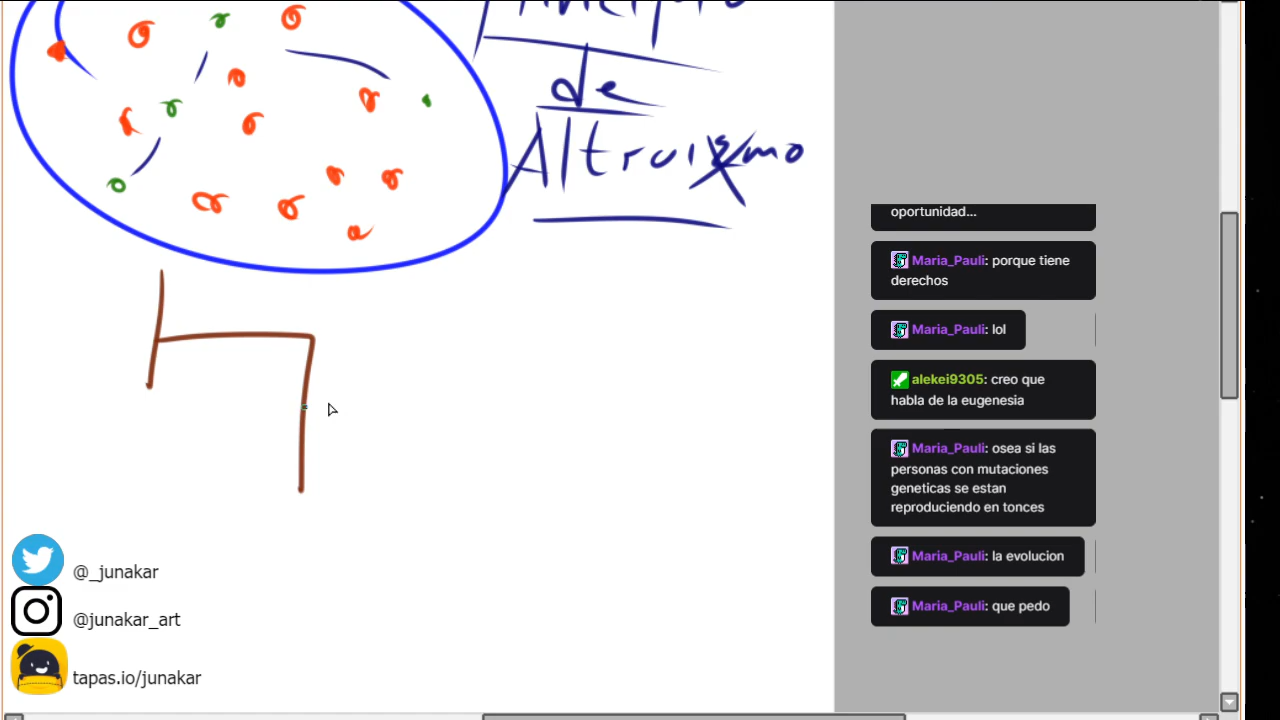 de
Altruismo
oportunidad...
Maria_Pauli: porque tiene
derechos
Maria_Pauli: lol
alekei9305: creo que
habla de la eugenesia
Maria_Pauli: osea si las
personas con mutaciones
geneticas se estan
reproduciendo en tonces
Maria_Pauli: la evolucion
Maria_Pauli: que pedo
@_junakar
@junakar_art
tapas.io/junakar